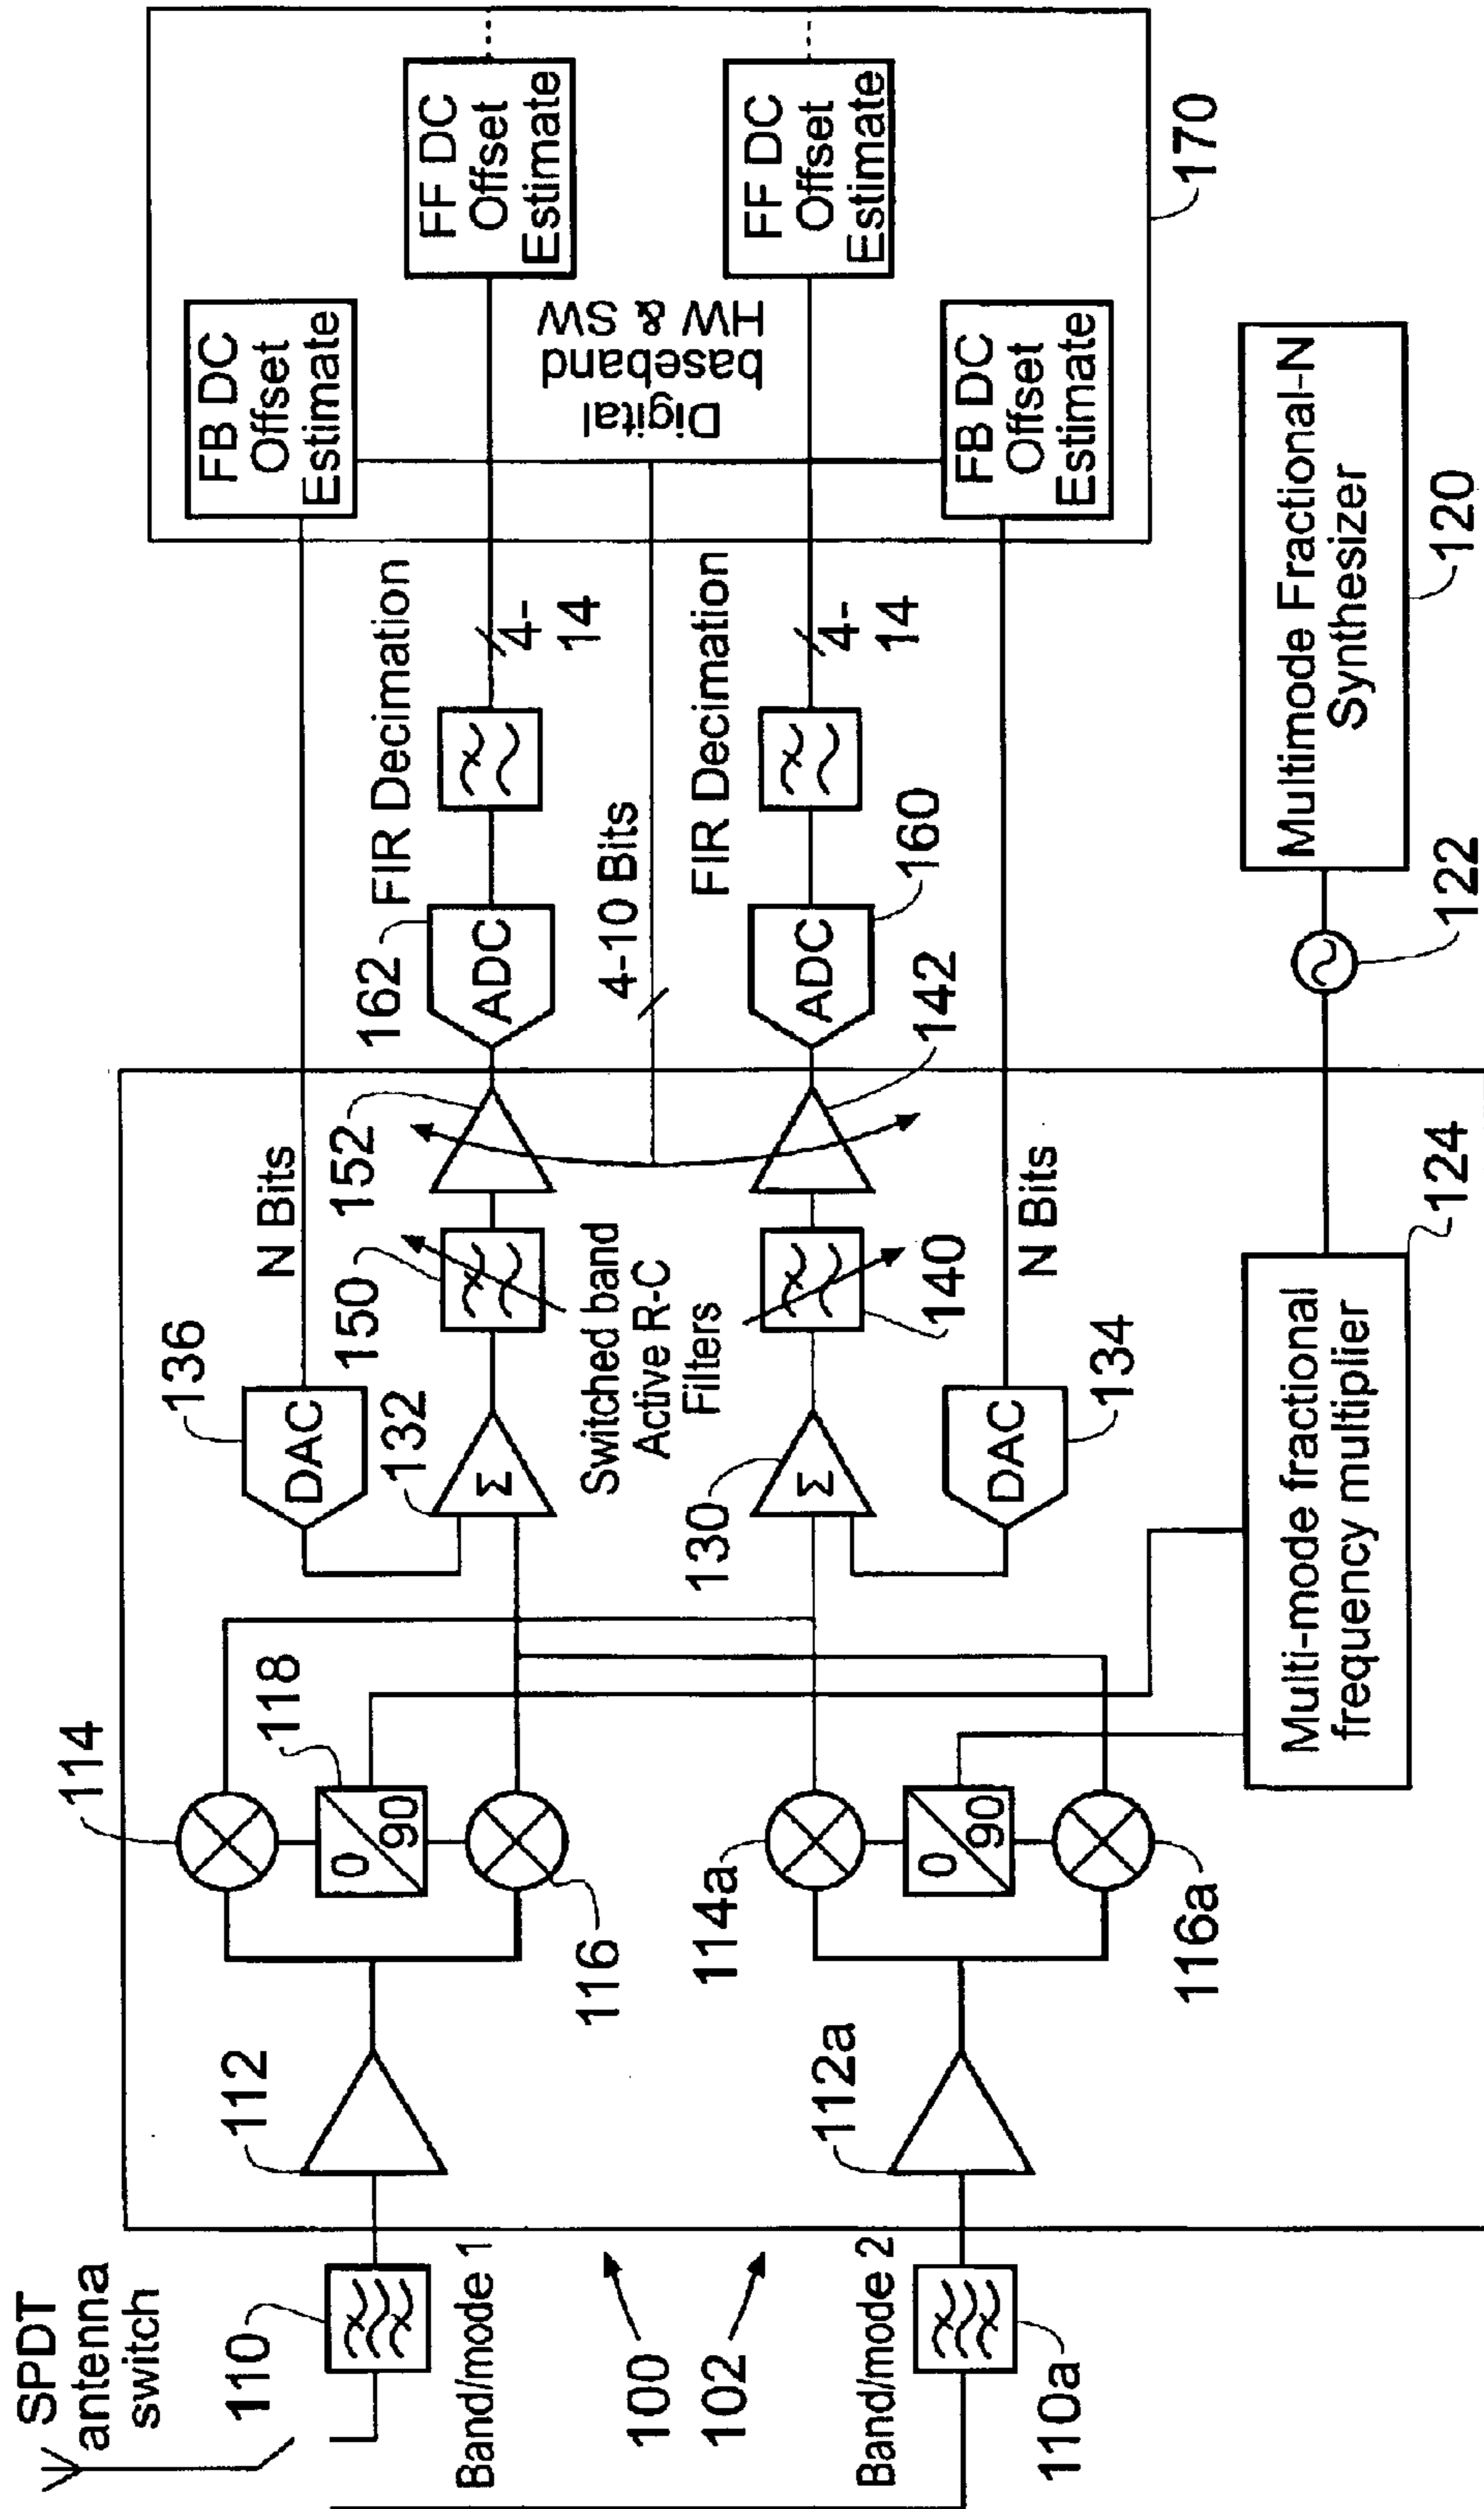 SPDT
antenna
switch
110
Band/mode 1
100
102
Band/mode 2
110a
112
112a
114
118
0
90
116
114a
0
90
116a
136
DAC
N Bits
132
Σ
150
152
Switched band
Active R-C
Filters
130
Σ
140
142
DAC
134
N Bits
Multi-mode fractional
frequency multiplier
124
162
ADC
FIR Decimation
4-
14
4-10 Bits
ADC
160
FIR Decimation
4-
14
122
Multimode Fractional-N
Synthesizer
120
FB DC
Offset
Estimate
FF DC
Offset
Estimate
Digital
baseband
HW & SW
FF DC
Offset
Estimate
FB DC
Offset
Estimate
170